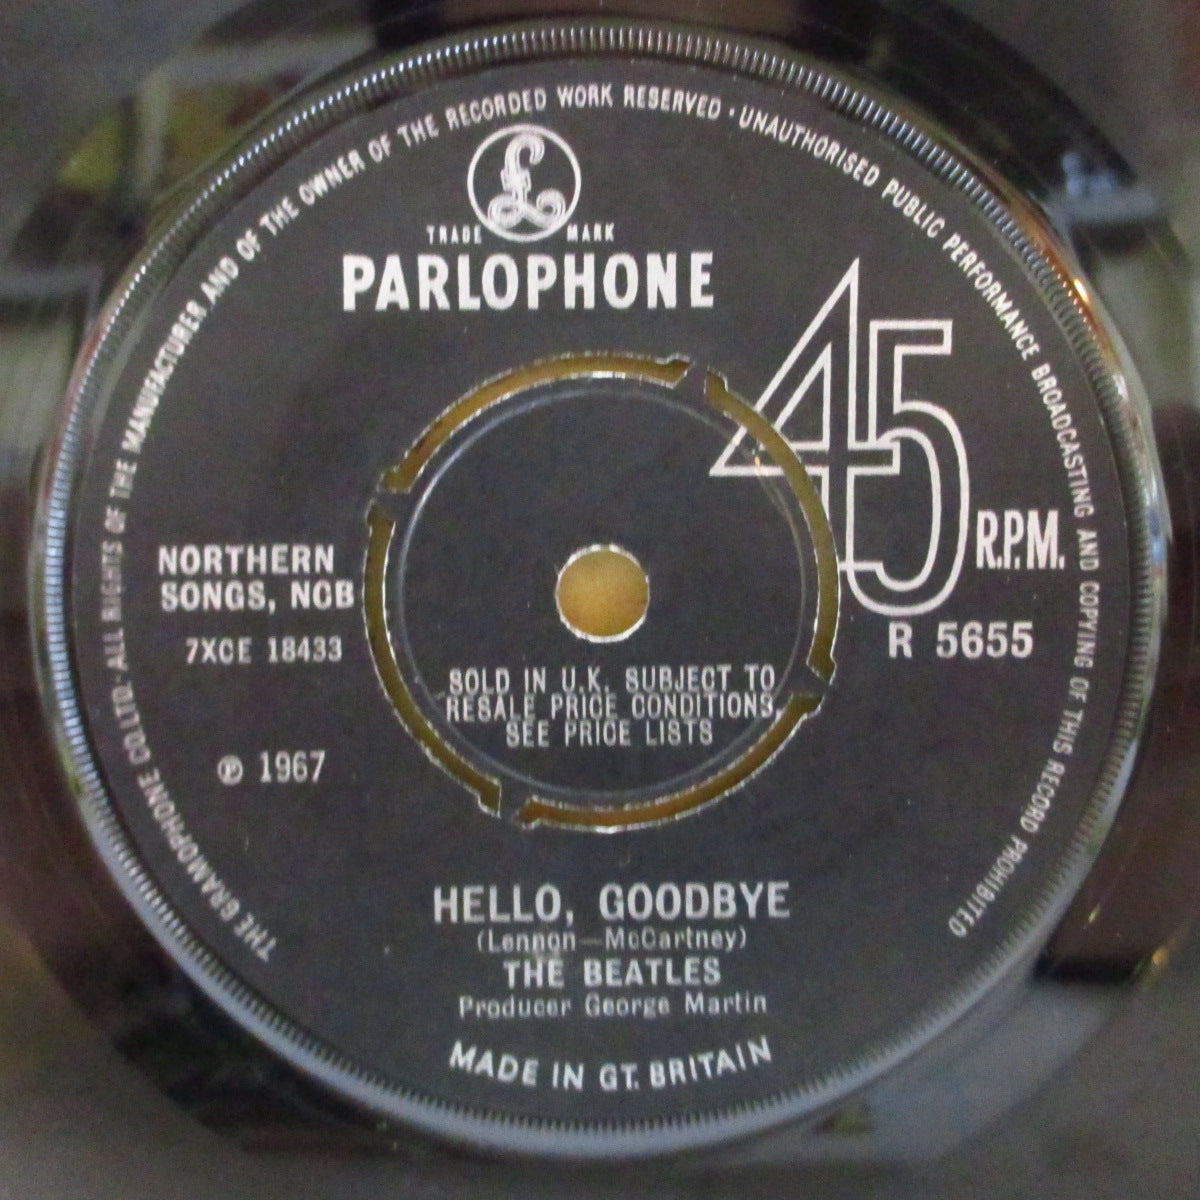 THE GRAMOPHONE CO. LTD. · ALL RIGHTS OF THE MANUFACTURER AND OF THE OWNER OF THE RECORDED WORK RESERVED · UNAUTHORISED PUBLIC PERFORMANCE BROADCASTING AND COPYING OF THIS RECORD PROHIBITED
£
TRADE MARK
PARLOPHONE
45 R.P.M.
R 5655
NORTHERN
SONGS, NCB
7XCE 18433
℗ 1967
SOLD IN U.K. SUBJECT TO
RESALE PRICE CONDITIONS,
SEE PRICE LISTS
HELLO, GOODBYE
(Lennon—McCartney)
THE BEATLES
Producer George Martin
MADE IN GT. BRITAIN